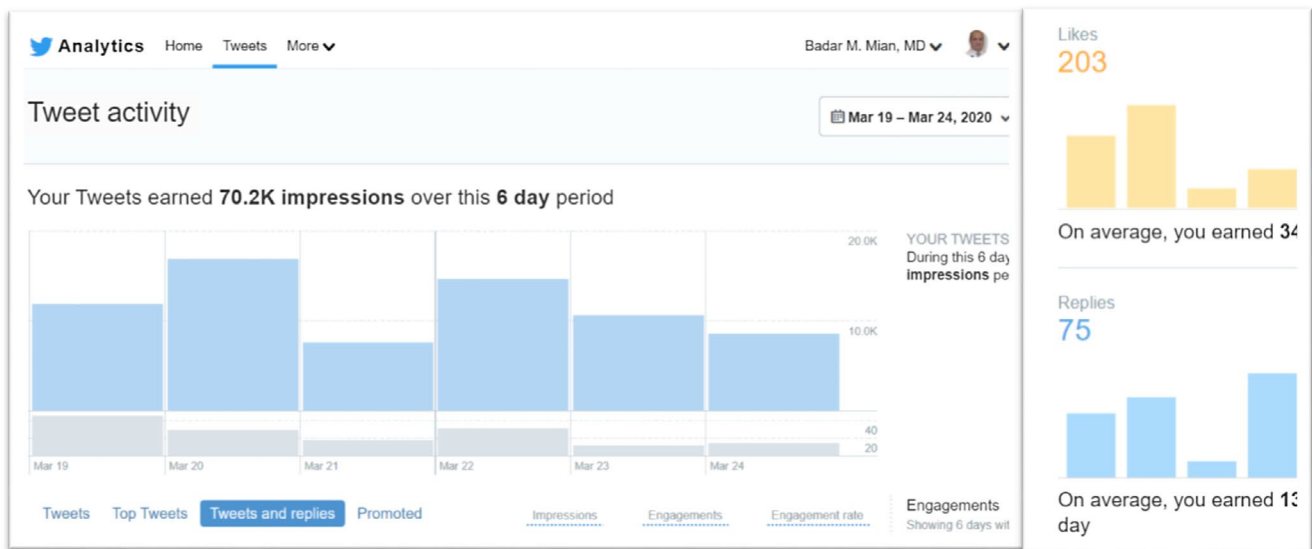 Analytics Home Tweets More
Badar M. Mian, MD
Tweet activity
Mar 19 – Mar 24, 2020
Your Tweets earned 70.2K impressions over this 6 day period
20.0K
10.0K
40
20
Mar 19 Mar 20 Mar 21 Mar 22 Mar 23 Mar 24
YOUR TWEETS
During this 6 day
impressions pe
Tweets Top Tweets Tweets and replies Promoted
Impressions Engagements Engagement rate
Engagements
Showing 6 days wit
Likes
203
On average, you earned 34
Replies
75
On average, you earned 13
day